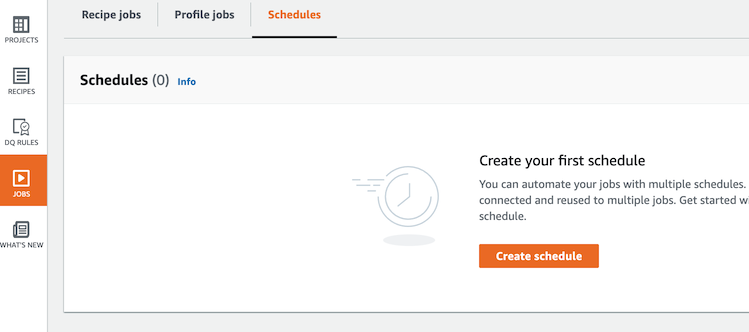 Recipe jobs
Profile jobs
Schedules
PROJECTS
RECIPES
DQ RULES
JOBS
WHAT'S NEW
Schedules (0) Info
Create your first schedule
You can automate your jobs with multiple schedules.
connected and reused to multiple jobs. Get started
schedule.
Create schedule